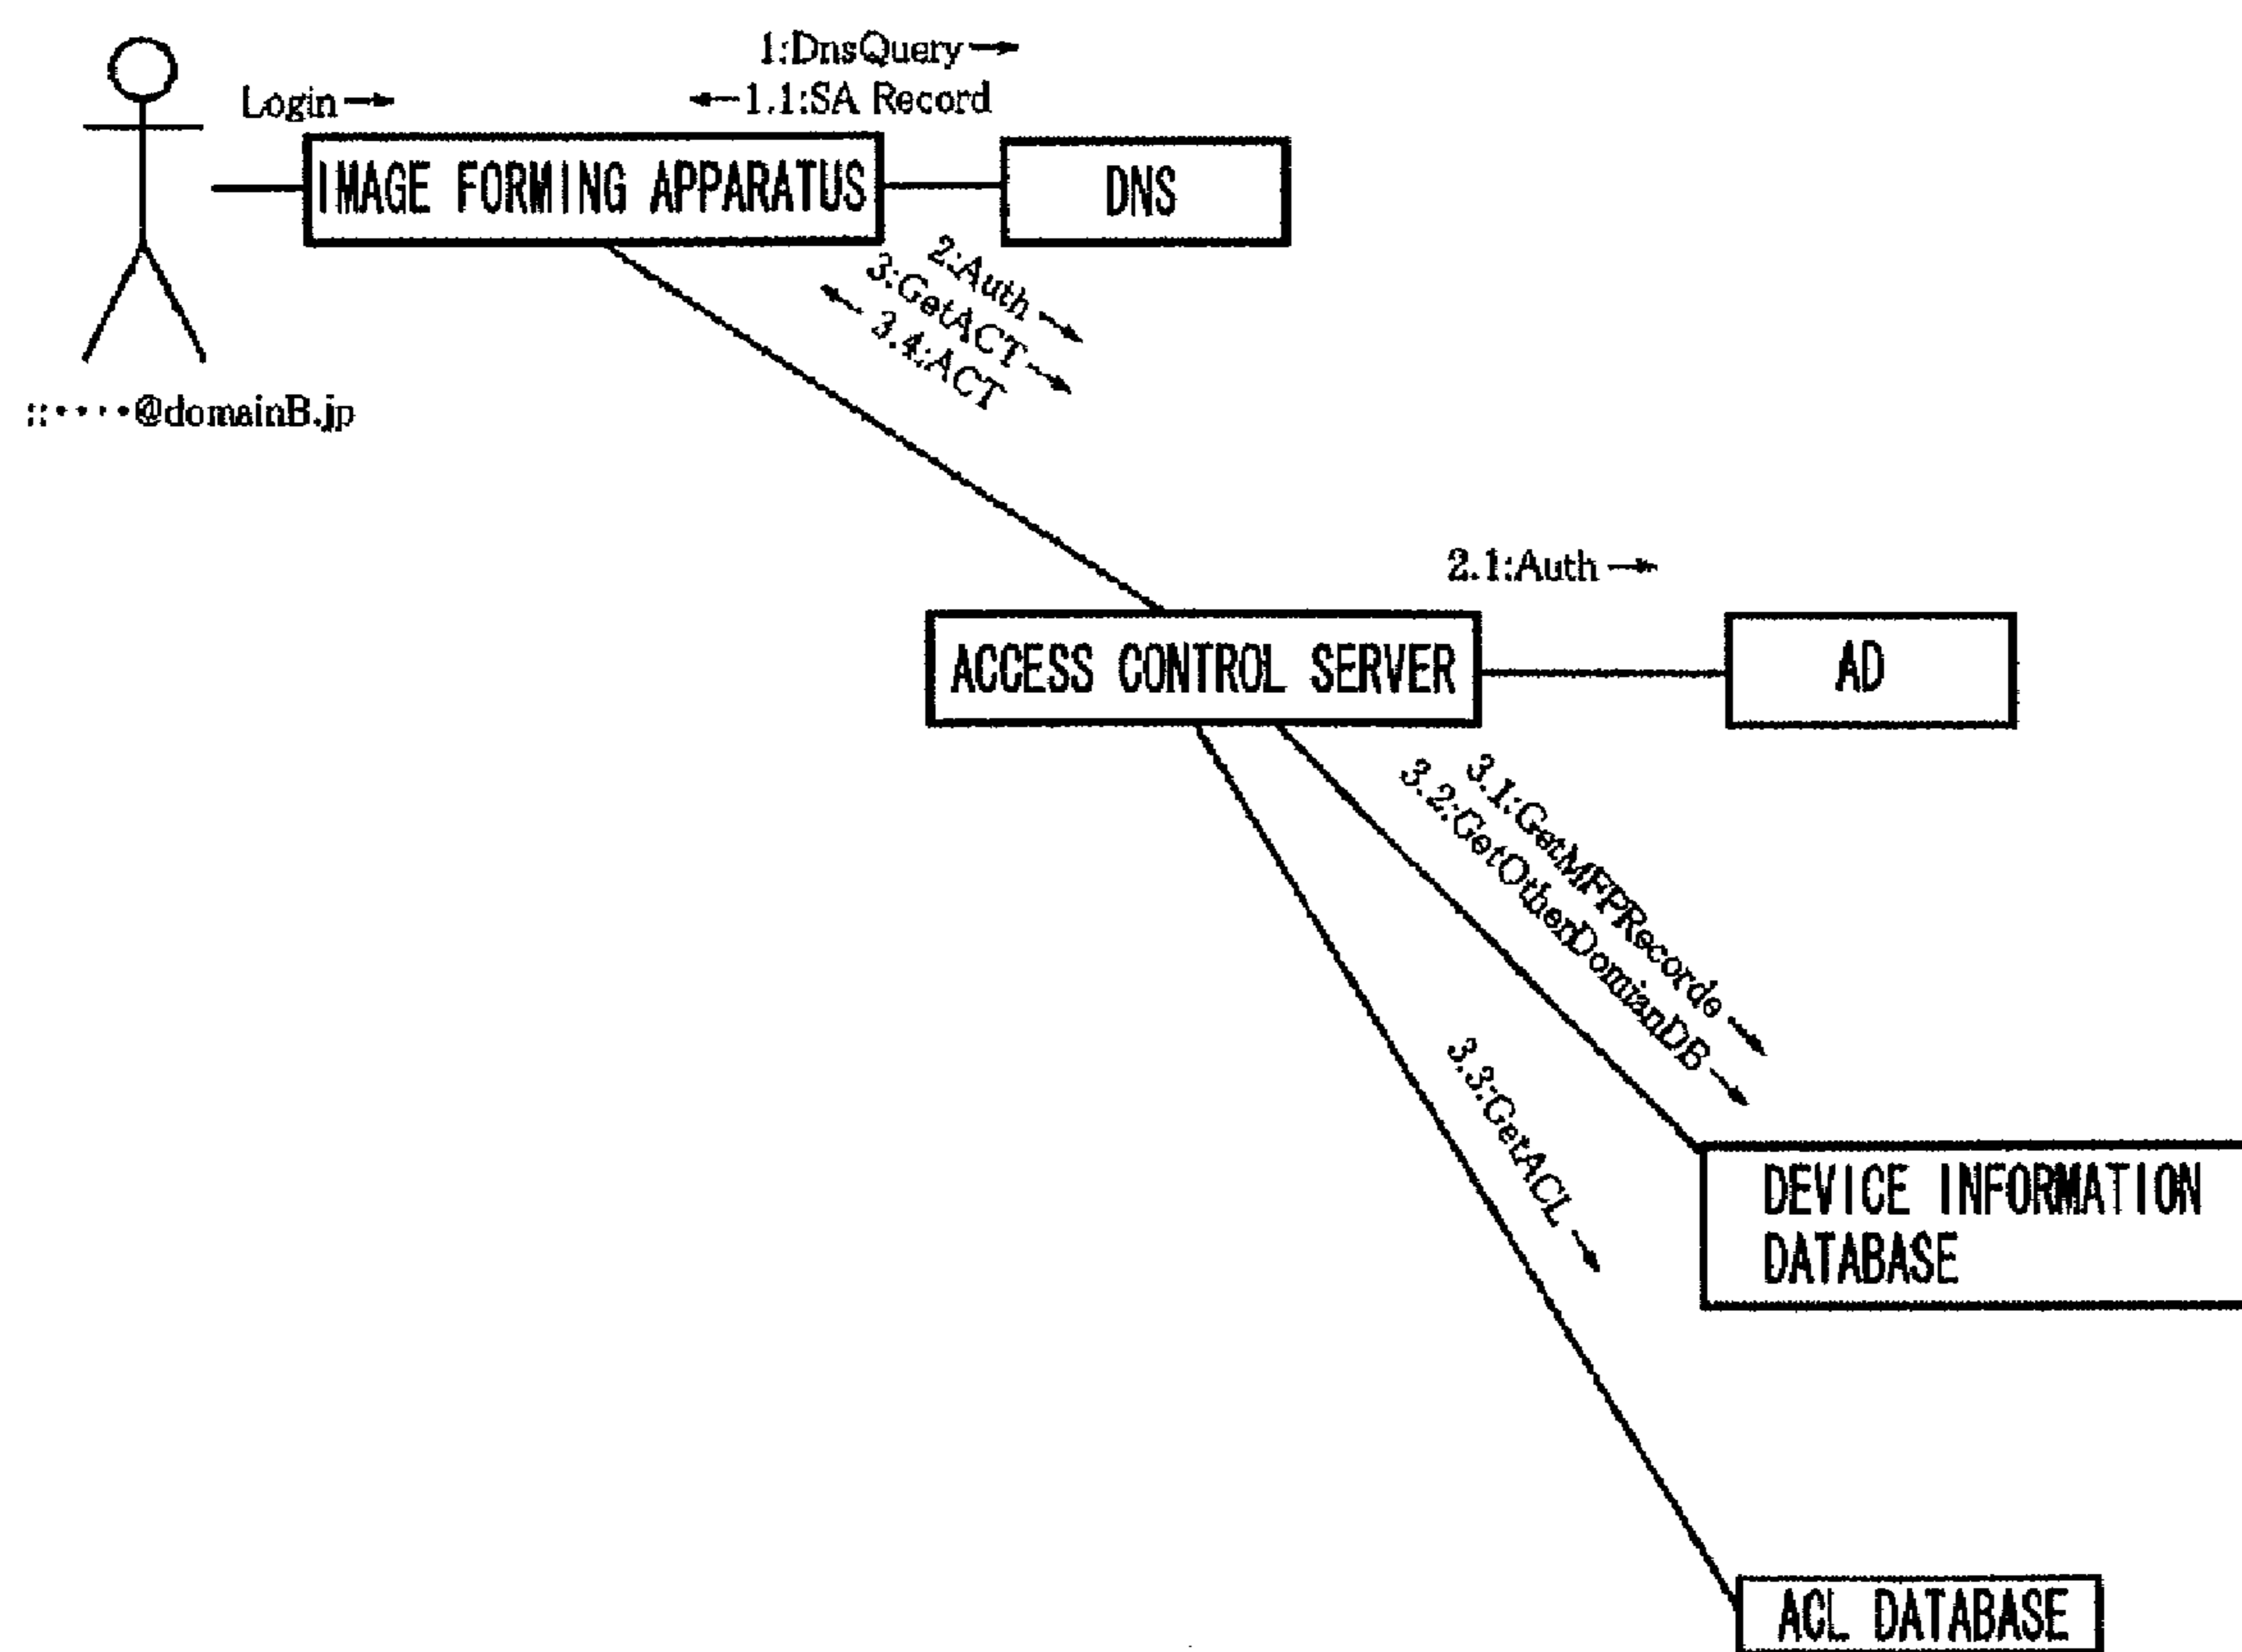 1:DnsQuery→
Login→
←1.1:SA Record
IMAGE FORMING APPARATUS
DNS
2:Auth→
3:GetACT→
←3.4:ACT
::････@domainB.jp
2.1:Auth→
ACCESS CONTROL SERVER
AD
3.1:GetMFPRecorde→
3.2:GetOtherDomianDB→
3.3:GetACL→
DEVICE INFORMATION
DATABASE
ACL DATABASE